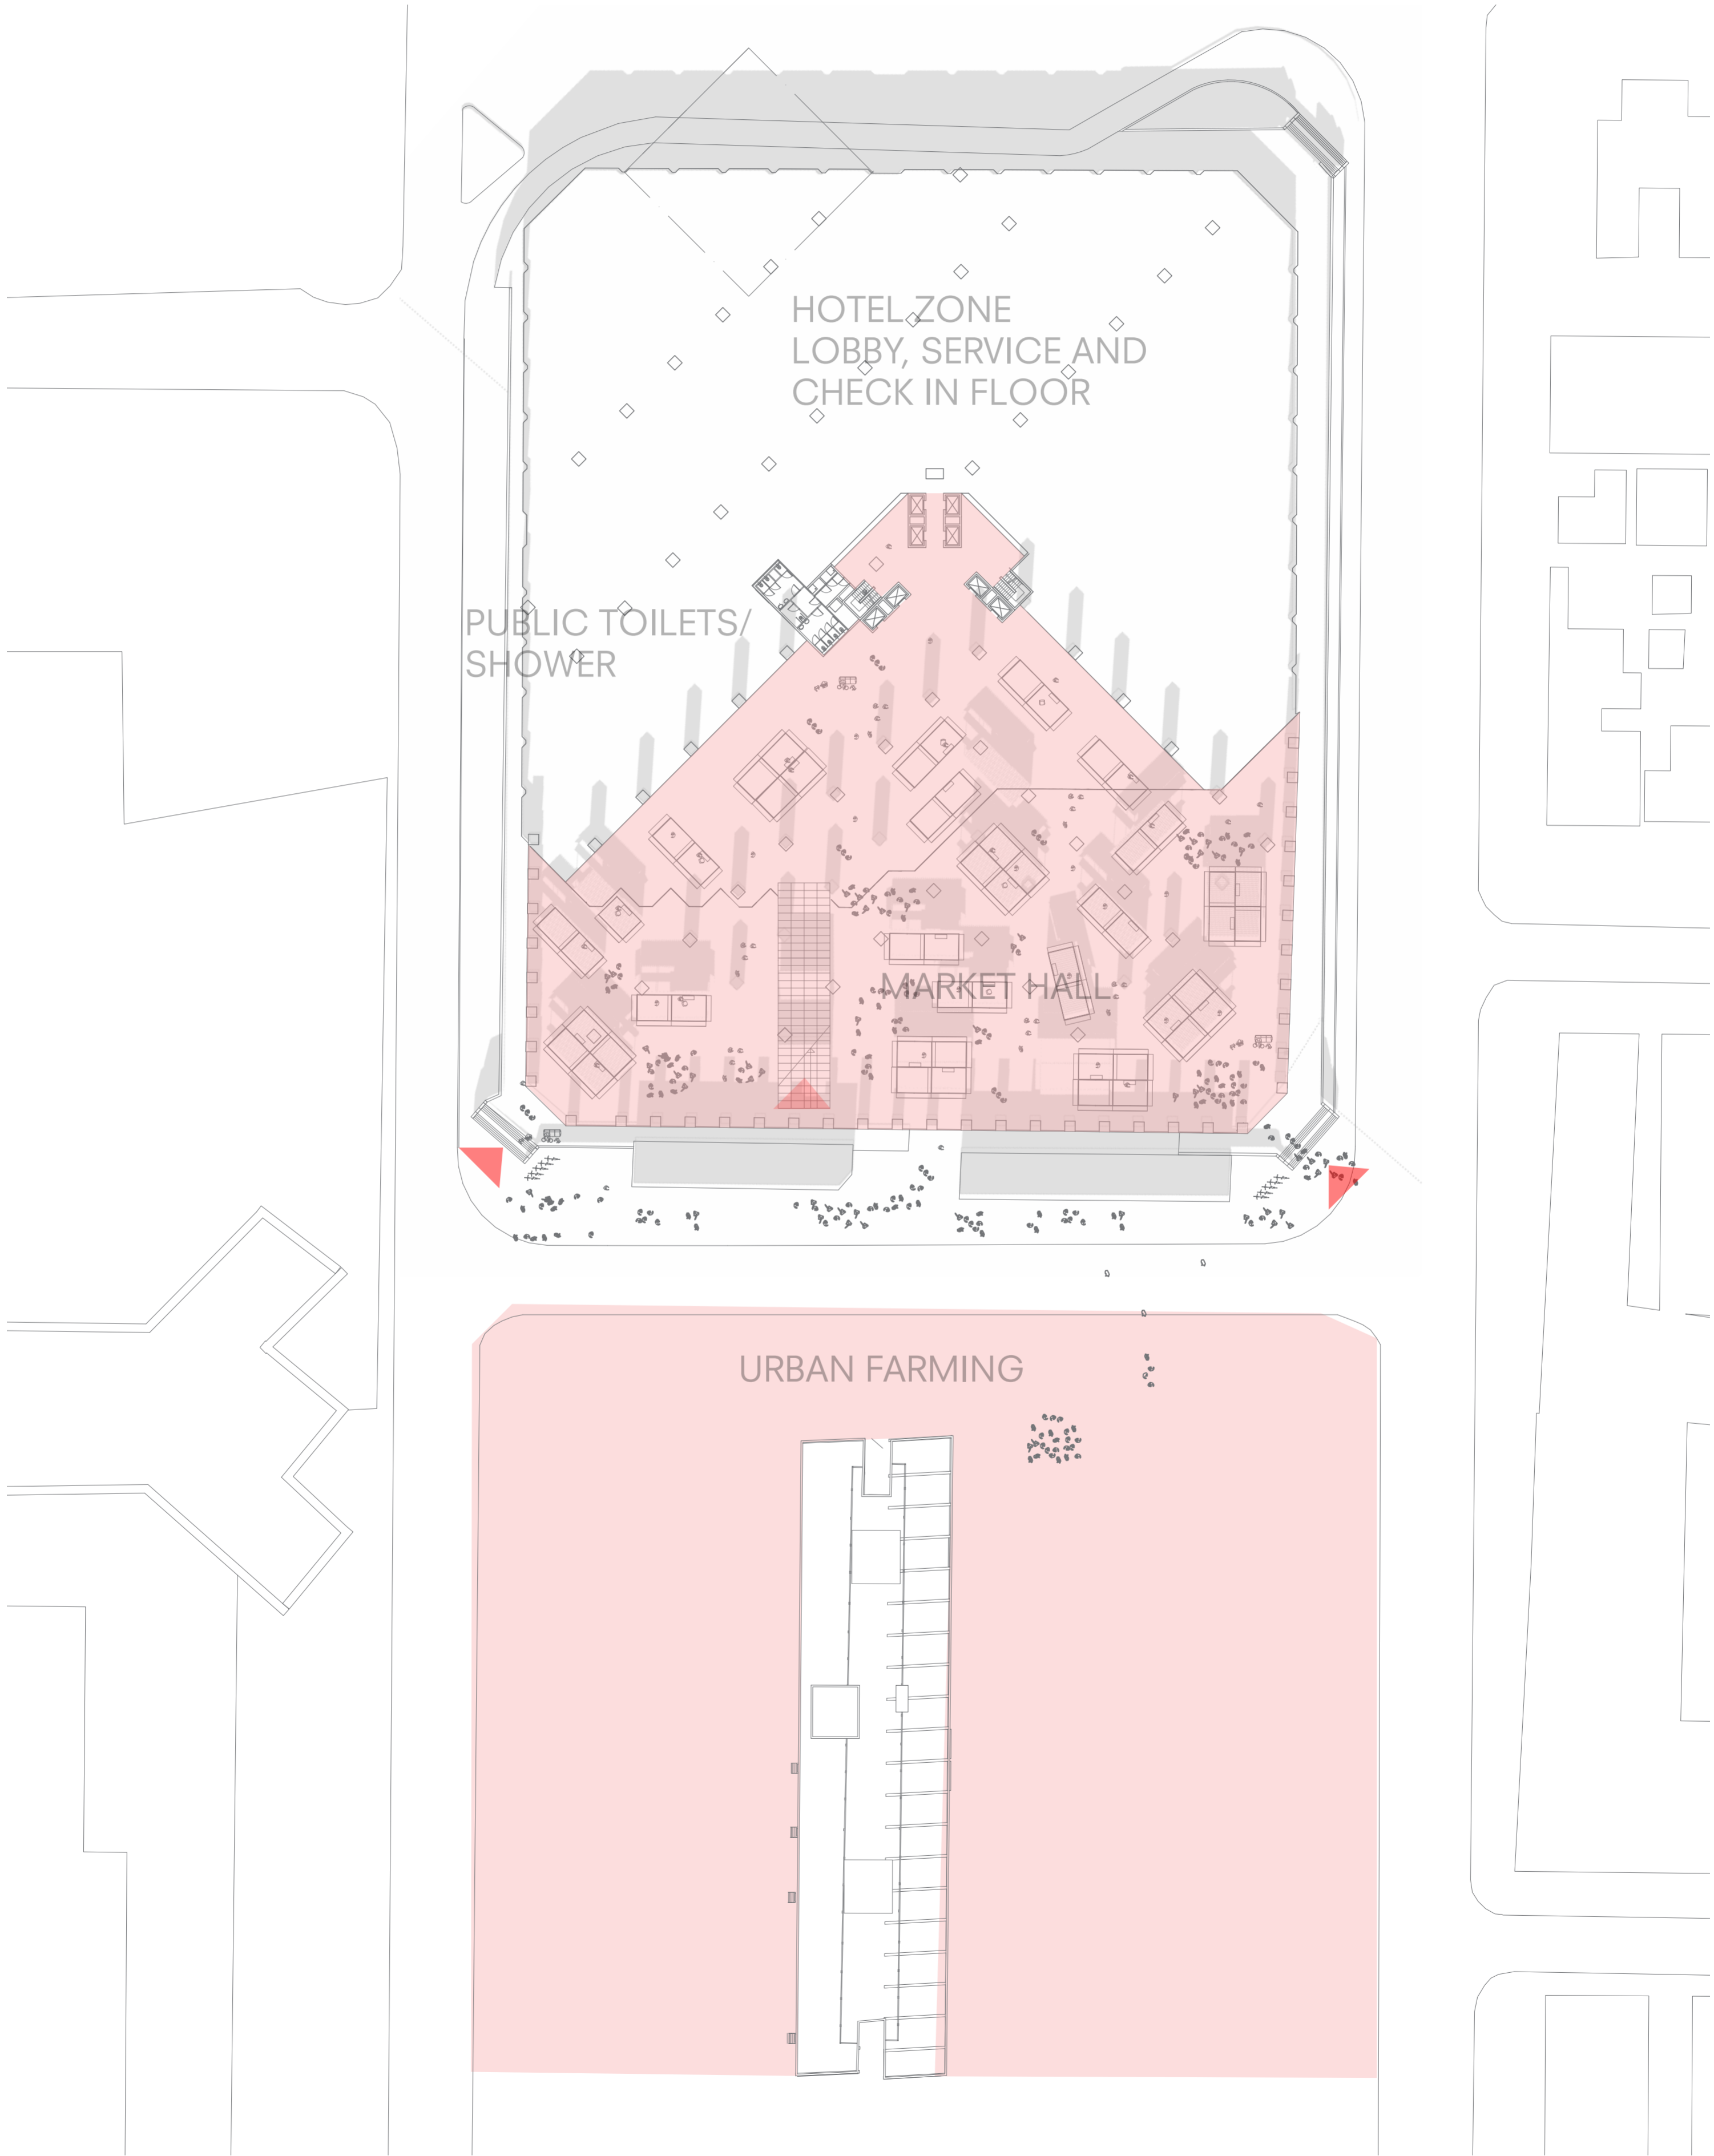 HOTEL ZONE
LOBBY, SERVICE AND
CHECK IN FLOOR
PUBLIC TOILETS/
SHOWER
MARKET HALL
URBAN FARMING